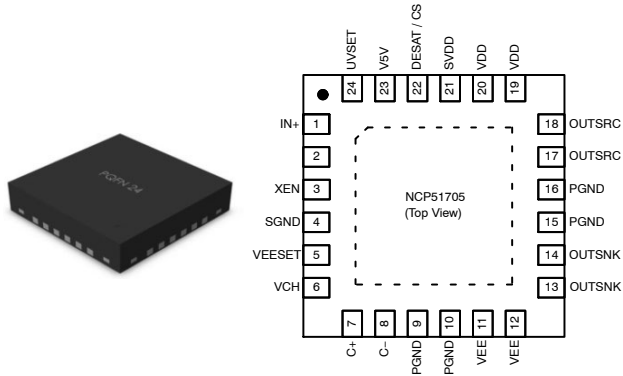 PQFN 24
UVSET
V5V
DESAT / CS
SVDD
VDD
VDD
24
23
22
21
20
19
IN+ 1
2
XEN 3
SGND 4
VEESET 5
VCH 6
NCP51705
(Top View)
18 OUTSRC
17 OUTSRC
16 PGND
15 PGND
14 OUTSNK
13 OUTSNK
7
8
9
10
11
12
C+
C−
PGND
PGND
VEE
VEE